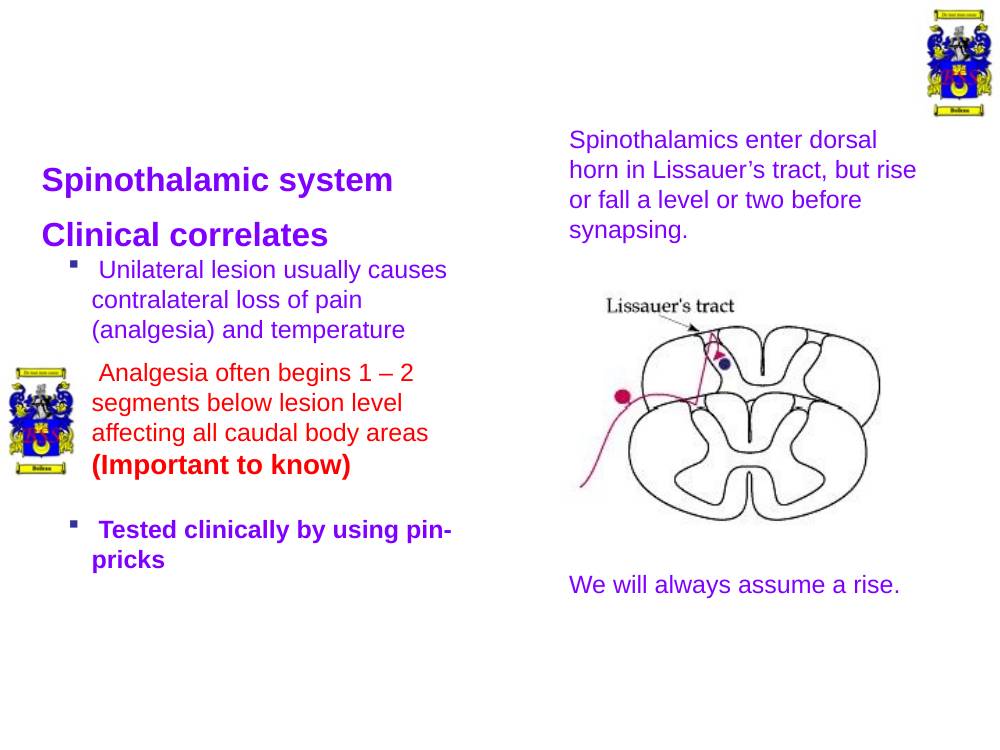 Spinothalamic system
Clinical correlates
Unilateral lesion usually causes
contralateral loss of pain
(analgesia) and temperature
Analgesia often begins 1 – 2
segments below lesion level
affecting all caudal body areas
(Important to know)
Tested clinically by using pin-
pricks
Spinothalamics enter dorsal
horn in Lissauer’s tract, but rise
or fall a level or two before
synapsing.
Lissauer's tract
We will always assume a rise.